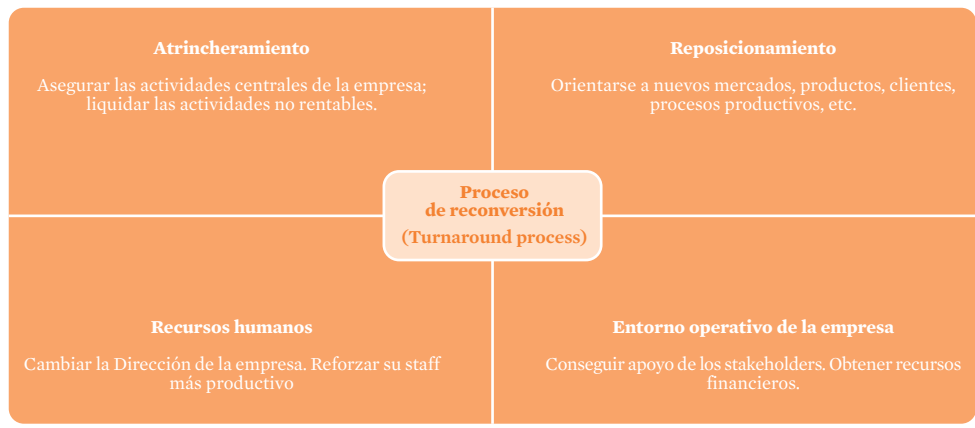 Atrincheramiento
Asegurar las actividades centrales de la empresa;
liquidar las actividades no rentables.
Reposicionamiento
Orientarse a nuevos mercados, productos, clientes,
procesos productivos, etc.
Proceso
de reconversión
(Turnaround process)
Recursos humanos
Cambiar la Dirección de la empresa. Reforzar su staff
más productivo
Entorno operativo de la empresa
Conseguir apoyo de los stakeholders. Obtener recursos
financieros.